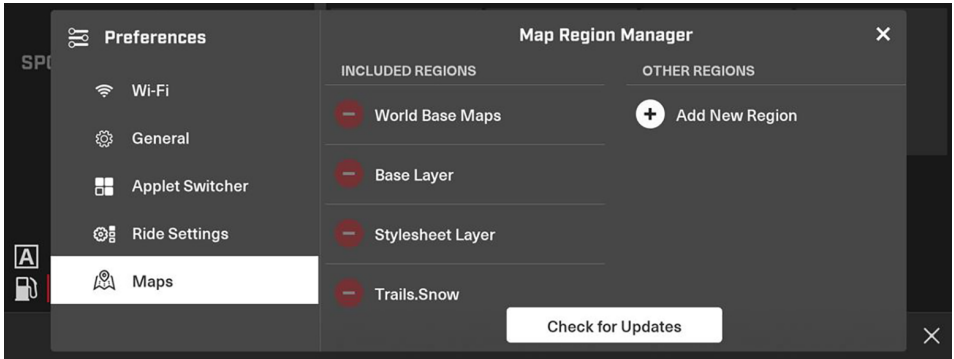 Preferences
Map Region Manager
SPO
INCLUDED REGIONS
OTHER REGIONS
Wi-Fi
World Base Maps
Add New Region
General
Base Layer
Applet Switcher
Stylesheet Layer
Ride Settings
A
Maps
Trails.Snow
Check for Updates